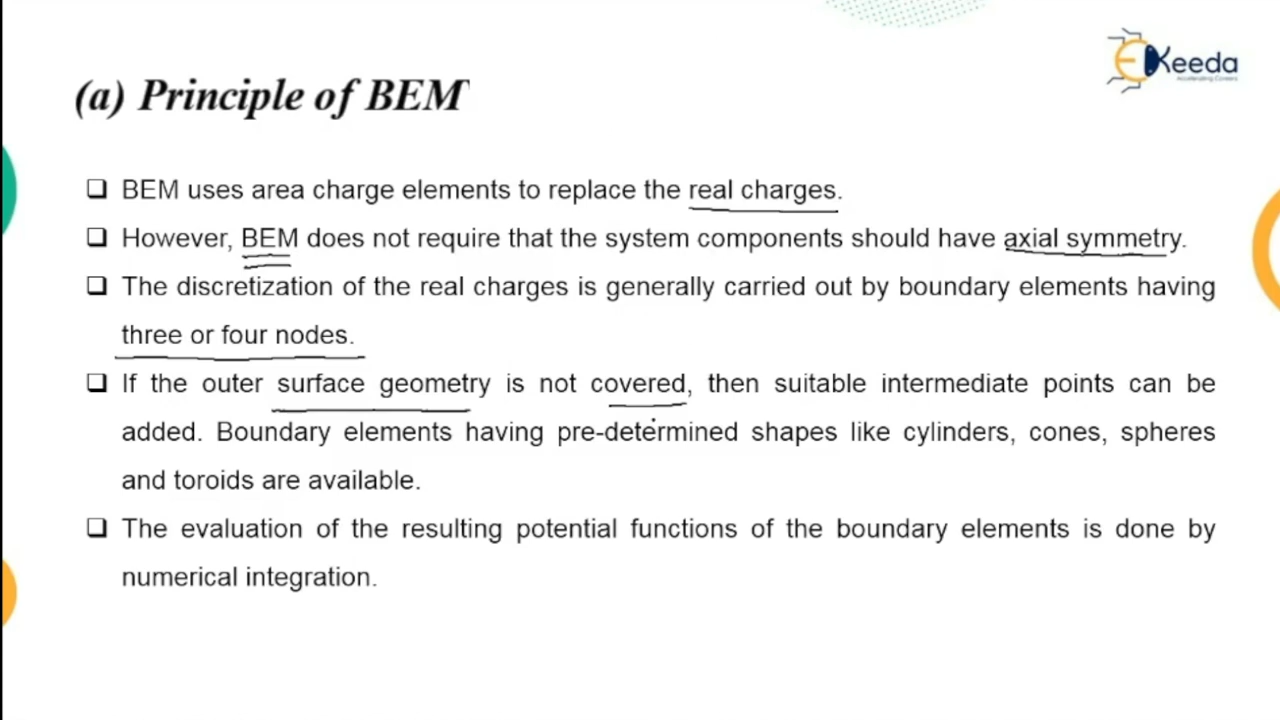 EKeeda
(a) Principle of BEM
❑ BEM uses area charge elements to replace the real charges.
❑ However, BEM does not require that the system components should have axial symmetry.
❑ The discretization of the real charges is generally carried out by boundary elements having
three or four nodes.
❑ If the outer surface geometry is not covered, then suitable intermediate points can be
added. Boundary elements having pre-determined shapes like cylinders, cones, spheres
and toroids are available.
❑ The evaluation of the resulting potential functions of the boundary elements is done by
numerical integration.